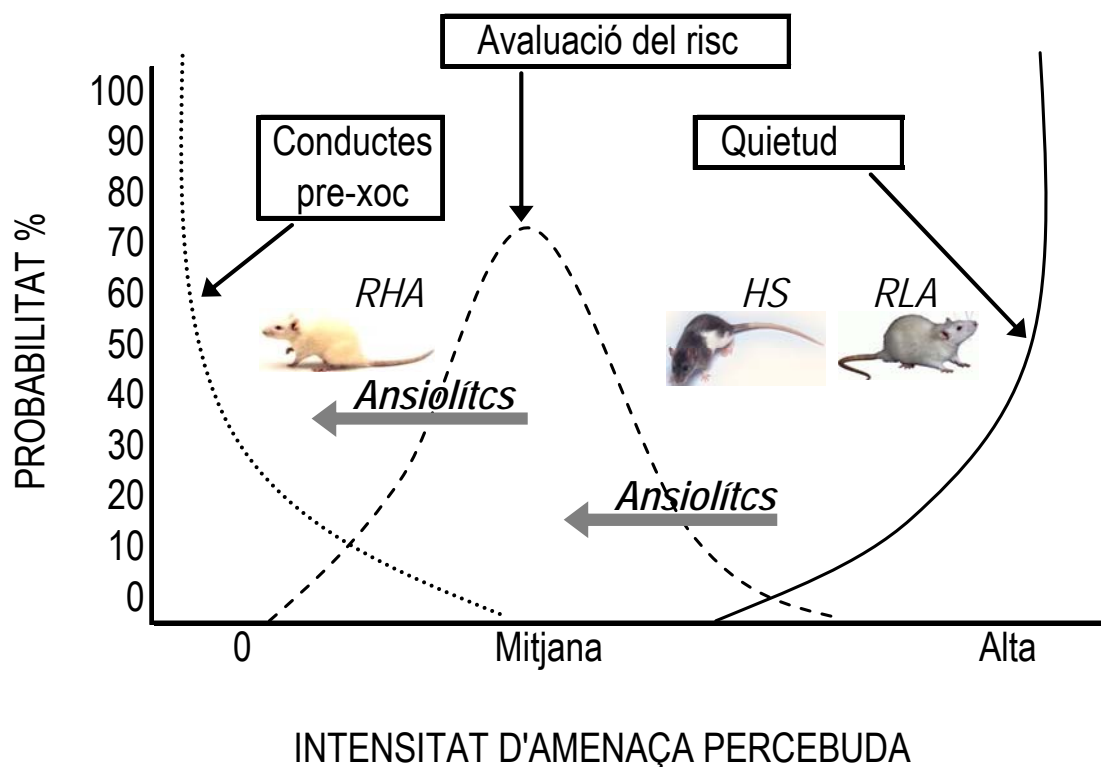 Avaluació del risc
Conductes
pre-xoc
Quietud
100
90
80
70
60
50
40
30
20
10
0
PROBABILITAT %
RHA
HS
RLA
Ansiolítcs
Ansiolítcs
0
Mitjana
Alta
INTENSITAT D'AMENAÇA PERCEBUDA